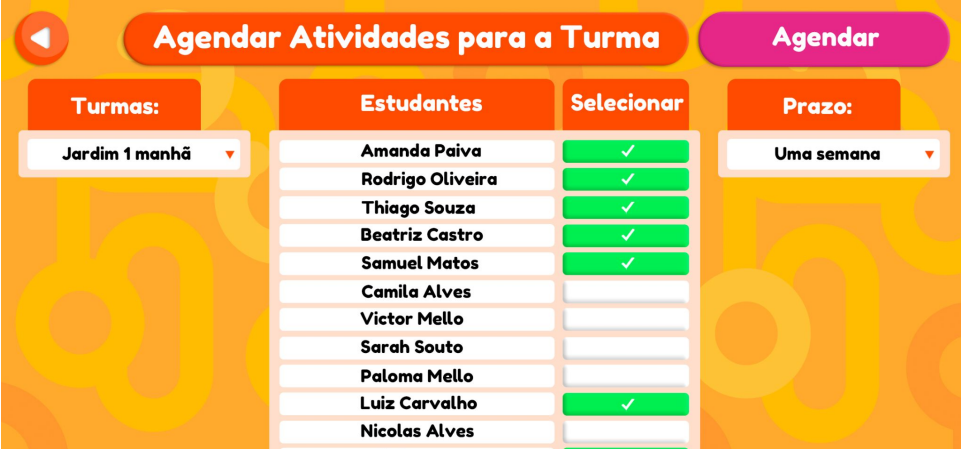 Agendar Atividades para a Turma
Agendar
Turmas:
Jardim 1 manhã
Estudantes Selecionar
Amanda Paiva
Rodrigo Oliveira
Thiago Souza
Beatriz Castro
Samuel Matos
Camila Alves
Victor Mello
Sarah Souto
Paloma Mello
Luiz Carvalho
Nicolas Alves
Prazo:
Uma semana